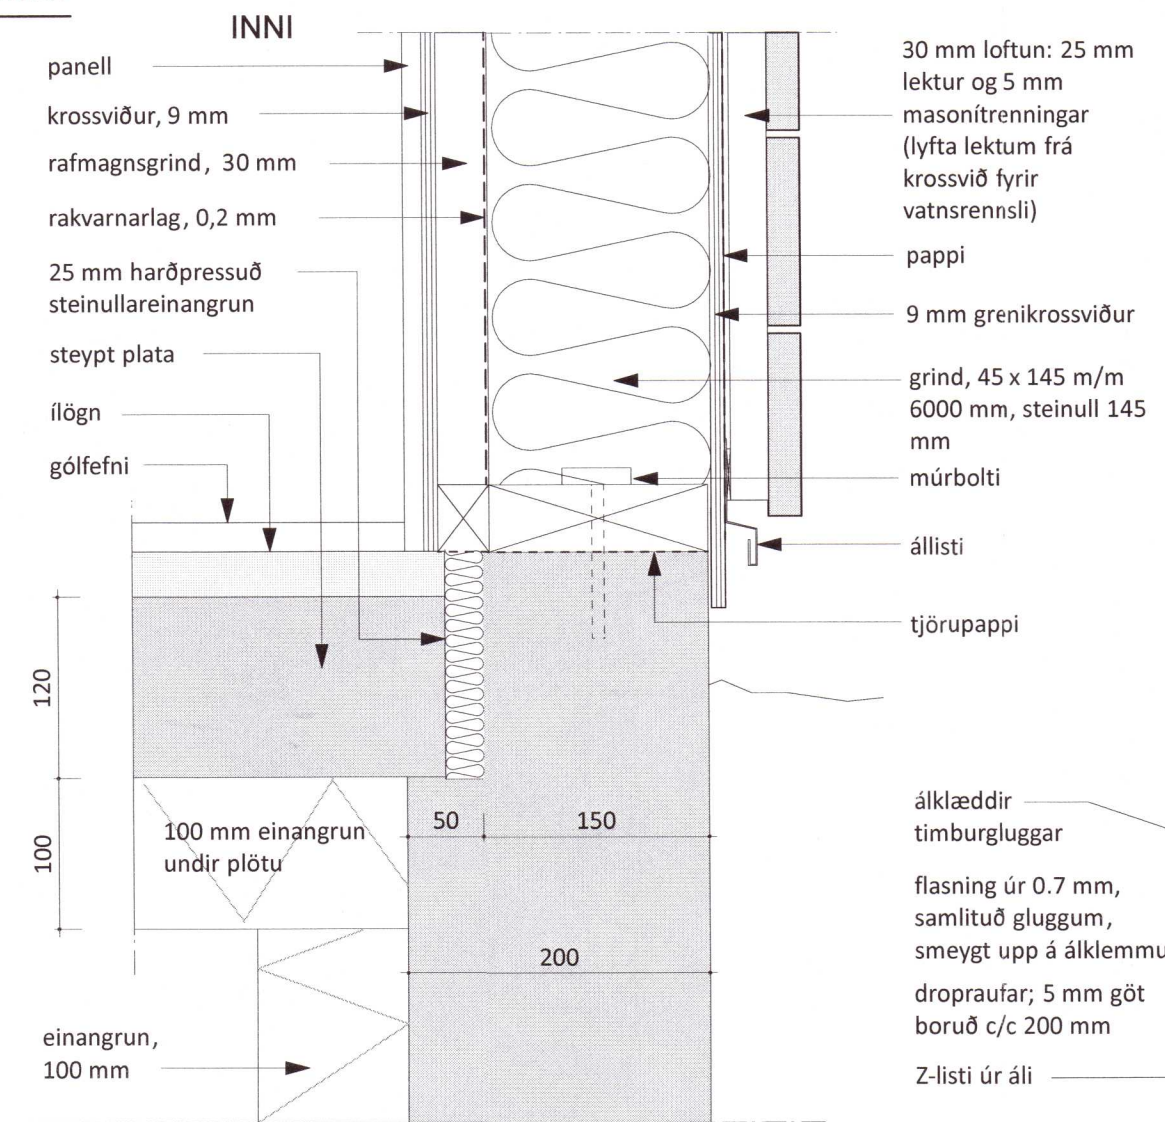 INNI
panell
krossviður, 9 mm
rafmagnsgrind, 30 mm
rakvarnarlag, 0,2 mm
25 mm harðpressuð
steinullareinangrun
steypt plata
ílögn
gólfefni
120
100
100 mm einangrun
undir plötu
50
150
200
einangrun,
100 mm
30 mm loftun: 25 mm
lektur og 5 mm
masonítrenningar
(lyfta lektum frá
krossvið fyrir
vatnsrennsli)
pappi
9 mm grenikrossviður
grind, 45 x 145 m/m
6000 mm, steinull 145
mm
múrbolti
állisti
tjörupappi
álklæddir
timburgluggar
flasning úr 0.7 mm,
samlituð gluggum,
smeygt upp á álklemmu
dropraufar; 5 mm göt
boruð c/c 200 mm
Z-listi úr áli